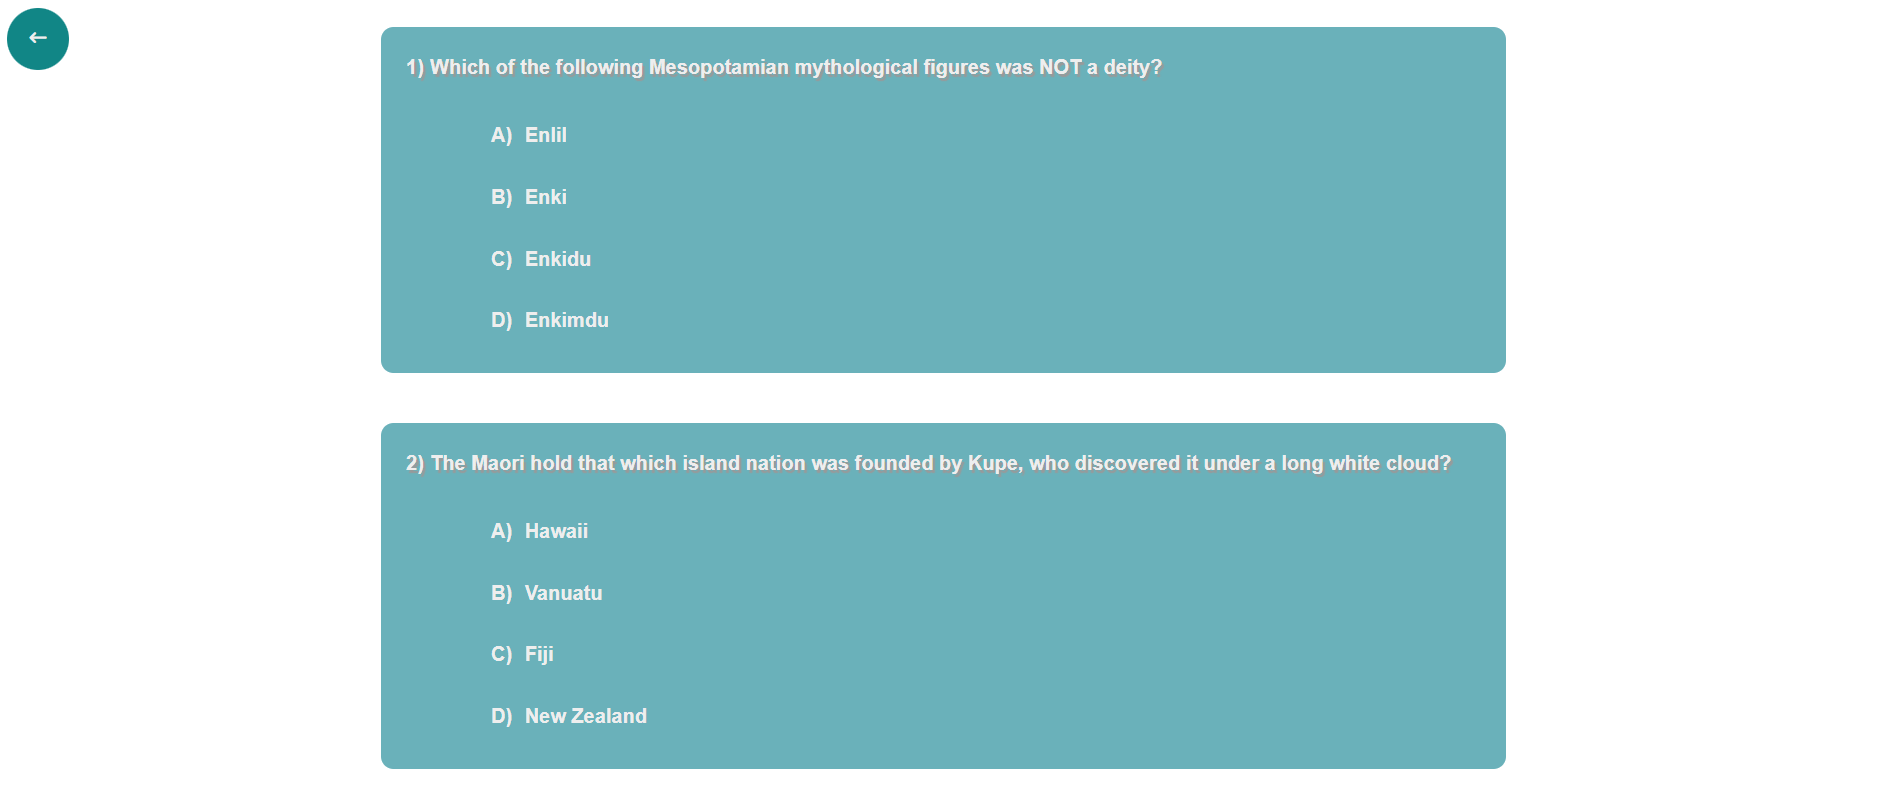 1) Which of the following Mesopotamian mythological figures was NOT a deity?
A) Enlil
B) Enki
C) Enkidu
D) Enkimdu
2) The Maori hold that which island nation was founded by Kupe, who discovered it under a long white cloud?
A) Hawaii
B) Vanuatu
C) Fiji
D) New Zealand